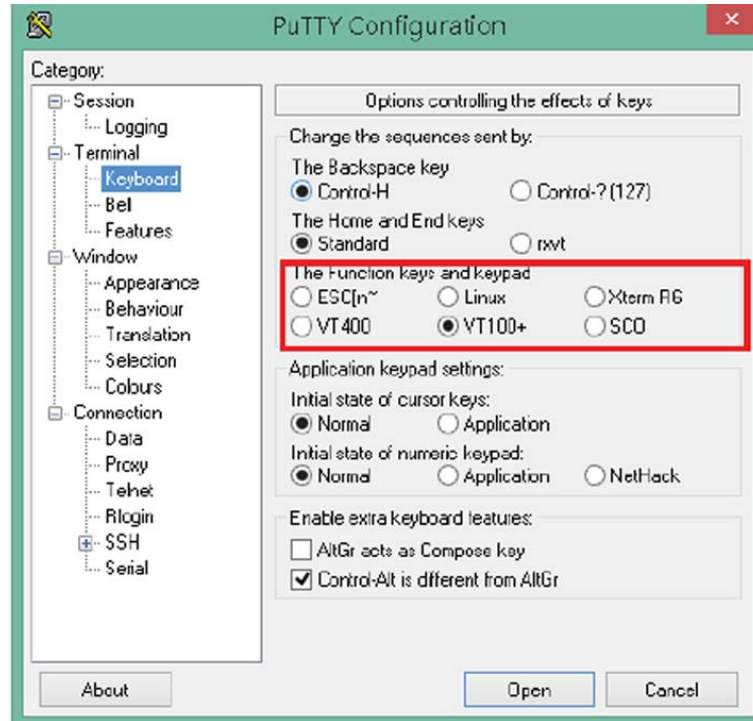 PuTTY Configuration
Category:
Session
Logging
Terminal
Keyboard
Bell
Features
Window
Appearance
Behaviour
Translation
Selection
Colours
Connection
Data
Proxy
Telnet
Rlogin
SSH
Serial
Options controlling the effects of keys
Change the sequences sent by:
The Backspace key
Control-H Control-? (127)
The Home and End keys
Standard rxvt
The Function keys and keypad
ESC[n~ Linux Xterm R6
VT400 VT100+ SCO
Application keypad settings:
Initial state of cursor keys:
Normal Application
Initial state of numeric keypad:
Normal Application NetHack
Enable extra keyboard features:
AltGr acts as Compose key
Control-Alt is different from AltGr
About Open Cancel